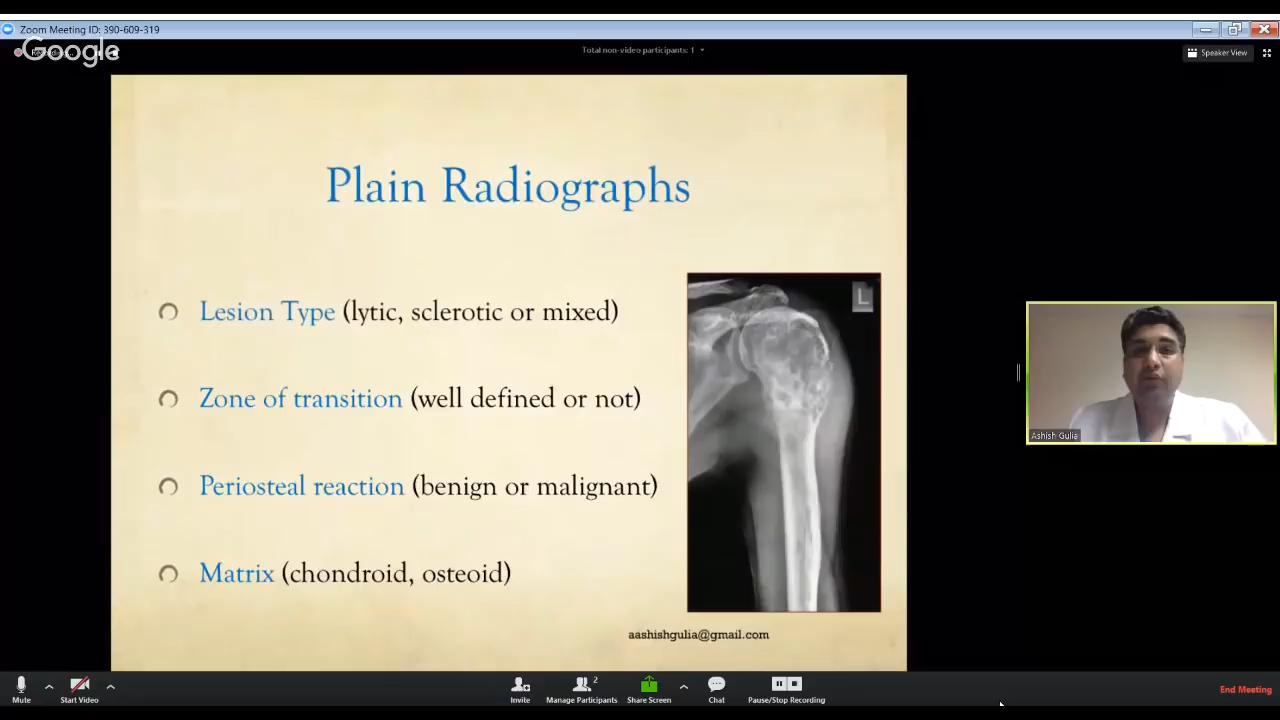 Zoom Meeting ID: 390-609-319
Google
Total non-video participants: 1
Speaker View
Plain Radiographs
Lesion Type (lytic, sclerotic or mixed)
Zone of transition (well defined or not)
Periosteal reaction (benign or malignant)
Matrix (chondroid, osteoid)
L
aashishgulia@gmail.com
Ashish Gulia
Mute
Start Video
Invite
2
Manage Participants
Share Screen
Chat
Pause/Stop Recording
End Meeting